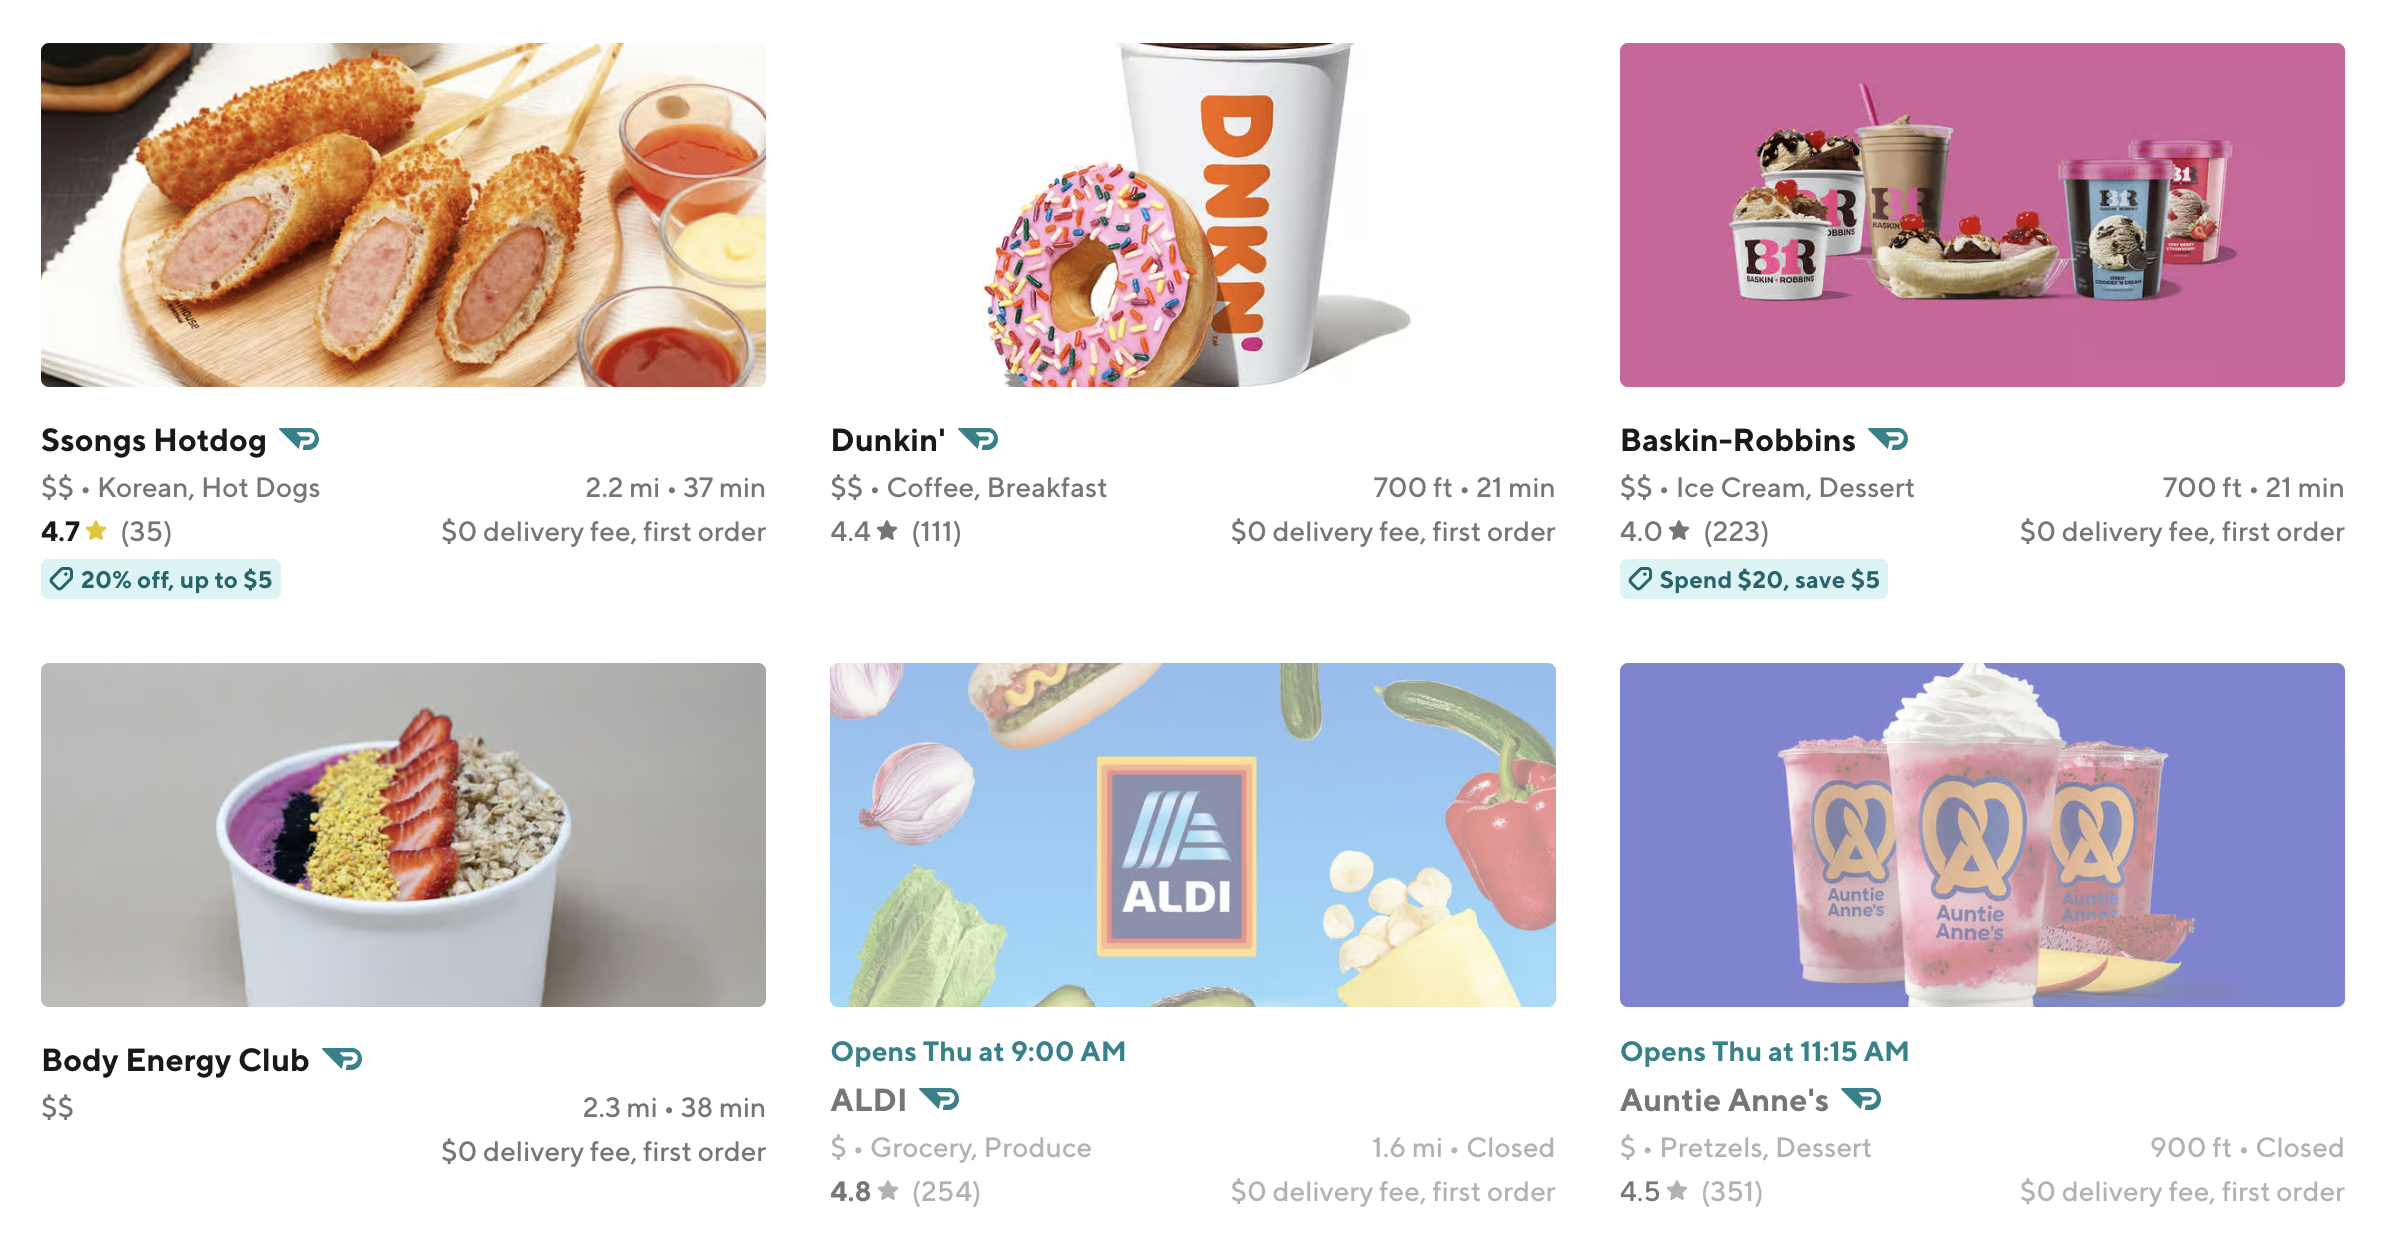 DNKN'
BR
BASKIN-ROBBINS
BR
BR
ALDI
Auntie
Anne's
Auntie
Anne's
Auntie
Anne's
Ssongs Hotdog
$$ • Korean, Hot Dogs 2.2 mi • 37 min
4.7 ★ (35) $0 delivery fee, first order
20% off, up to $5
Dunkin'
$$ • Coffee, Breakfast 700 ft • 21 min
4.4 ★ (111) $0 delivery fee, first order
Baskin-Robbins
$$ • Ice Cream, Dessert 700 ft • 21 min
4.0 ★ (223) $0 delivery fee, first order
Spend $20, save $5
Body Energy Club
$$ 2.3 mi • 38 min
$0 delivery fee, first order
Opens Thu at 9:00 AM
ALDI
$ • Grocery, Produce 1.6 mi • Closed
4.8 ★ (254) $0 delivery fee, first order
Opens Thu at 11:15 AM
Auntie Anne's
$ • Pretzels, Dessert 900 ft • Closed
4.5 ★ (351) $0 delivery fee, first order